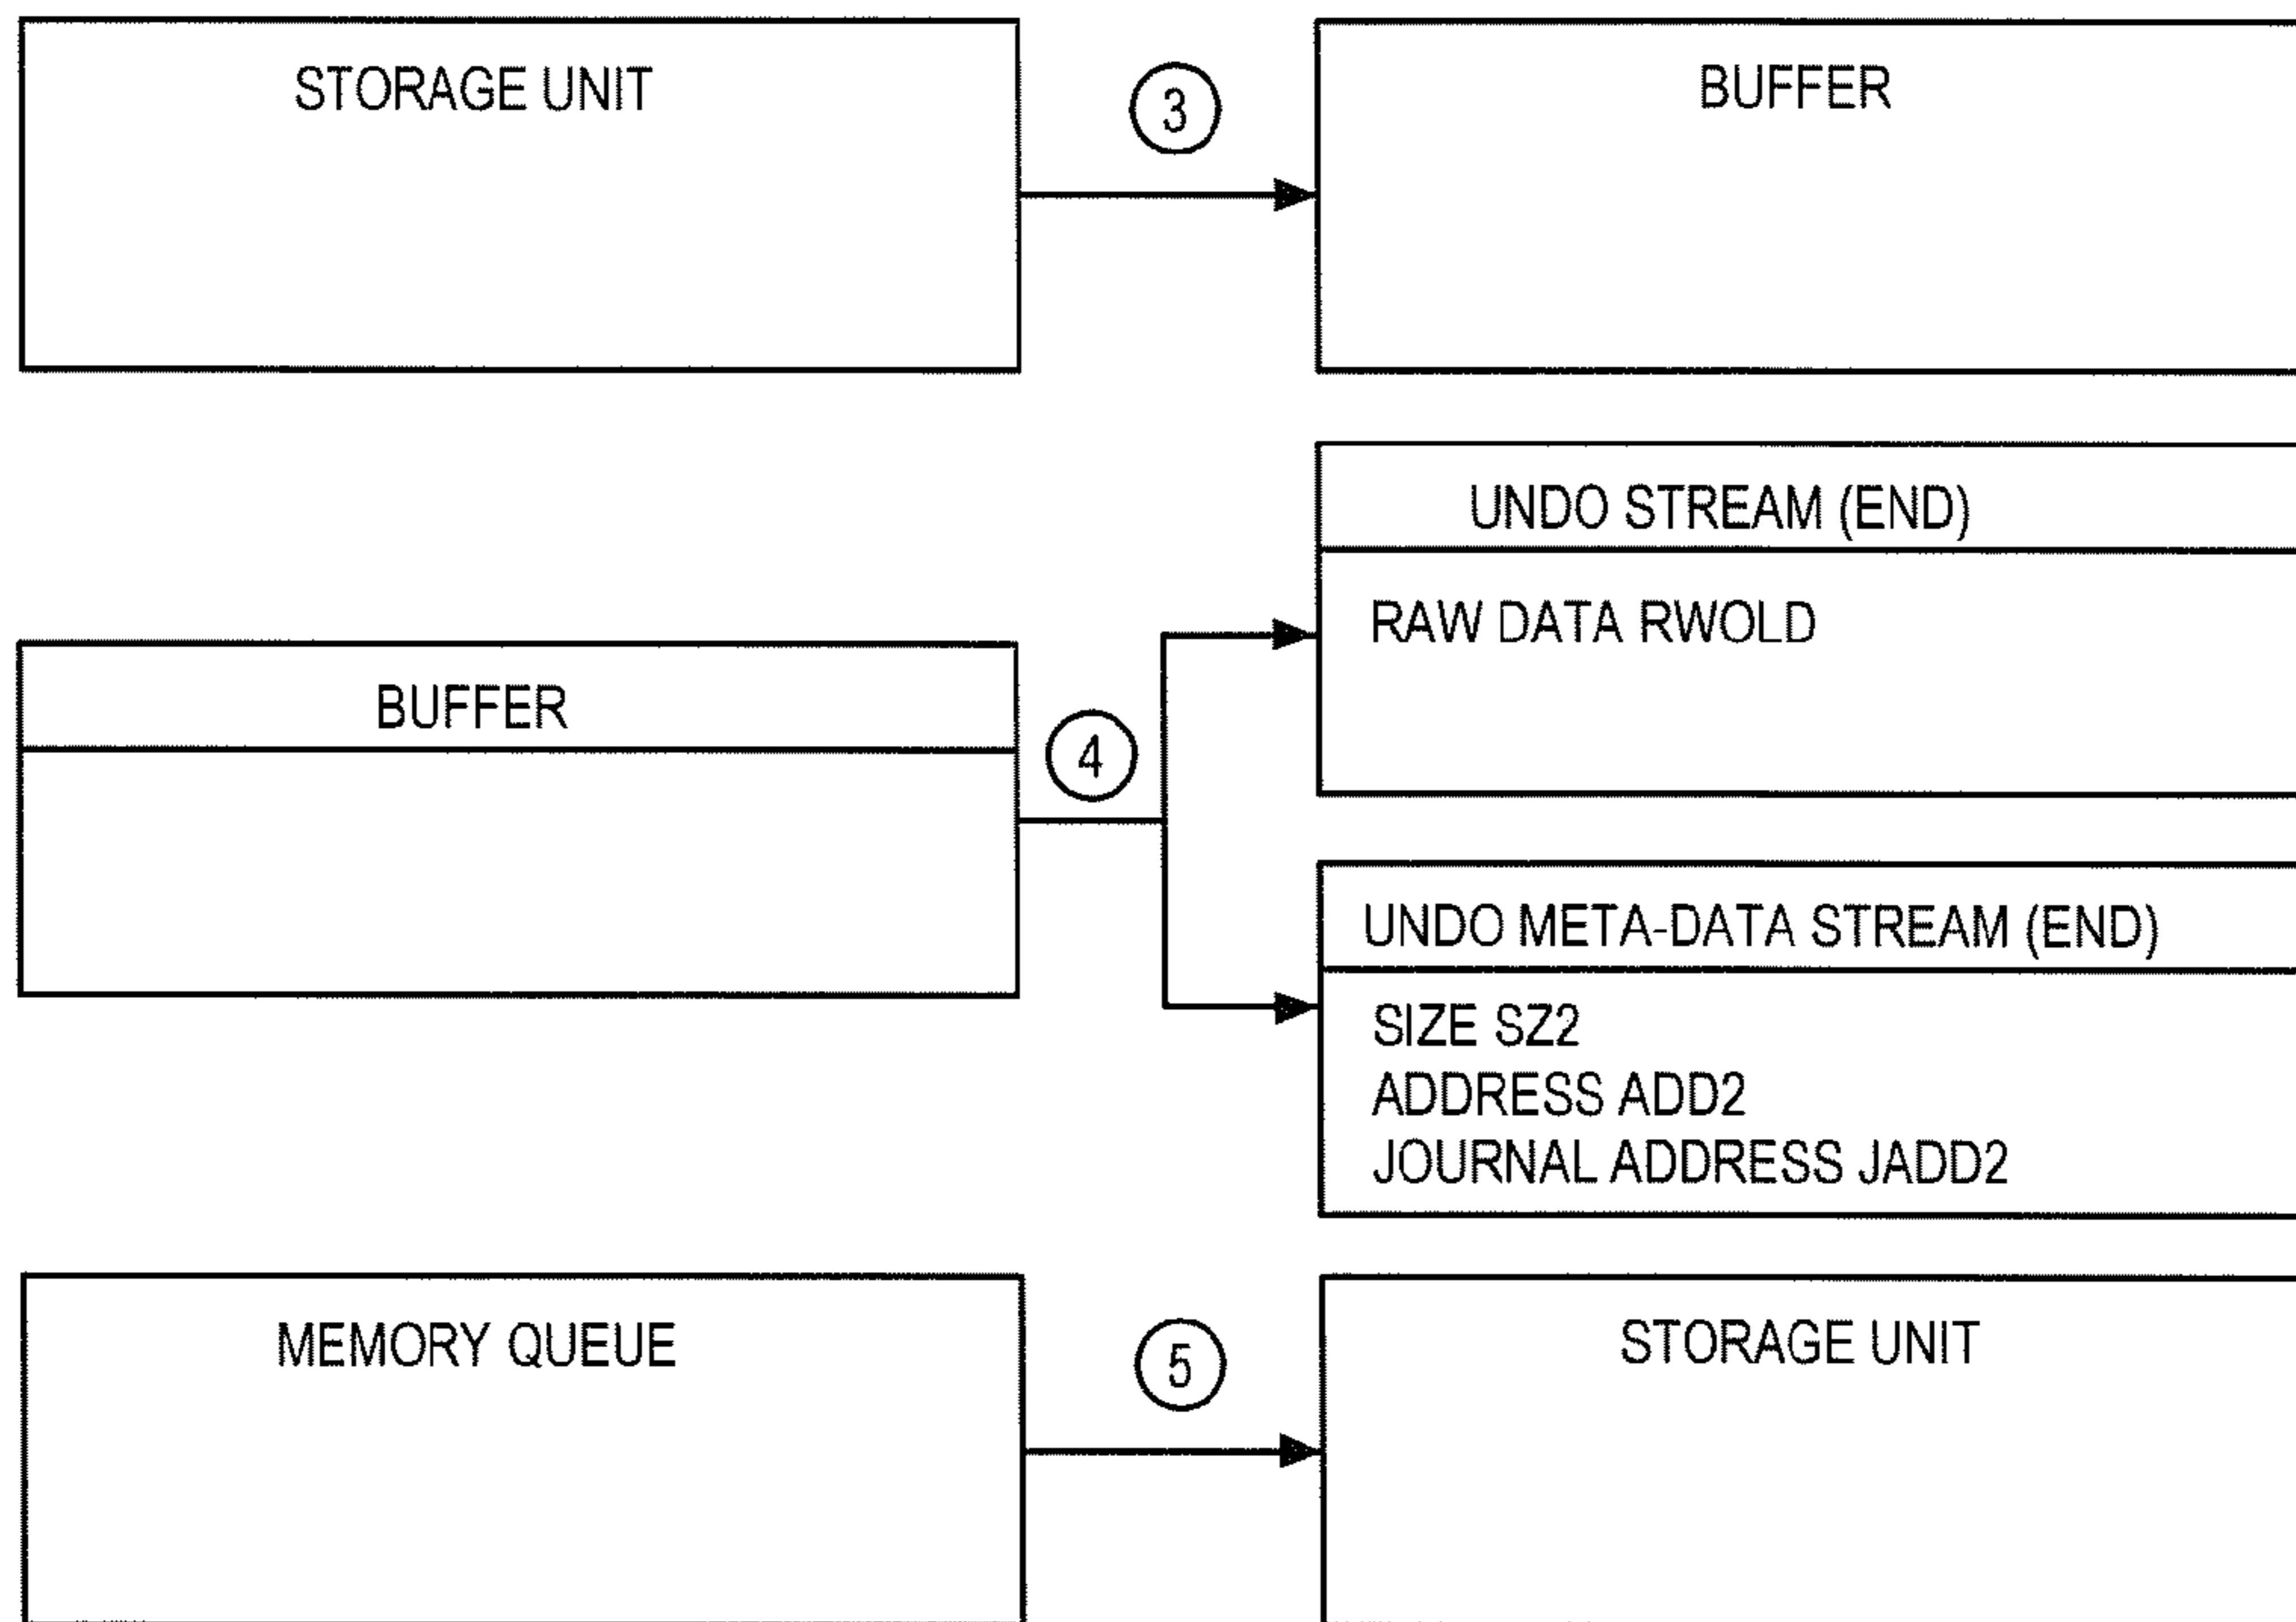 STORAGE UNIT
3
BUFFER
UNDO STREAM (END)
RAW DATA RWOLD
BUFFER
4
UNDO META-DATA STREAM (END)
SIZE SZ2
ADDRESS ADD2
JOURNAL ADDRESS JADD2
MEMORY QUEUE
5
STORAGE UNIT